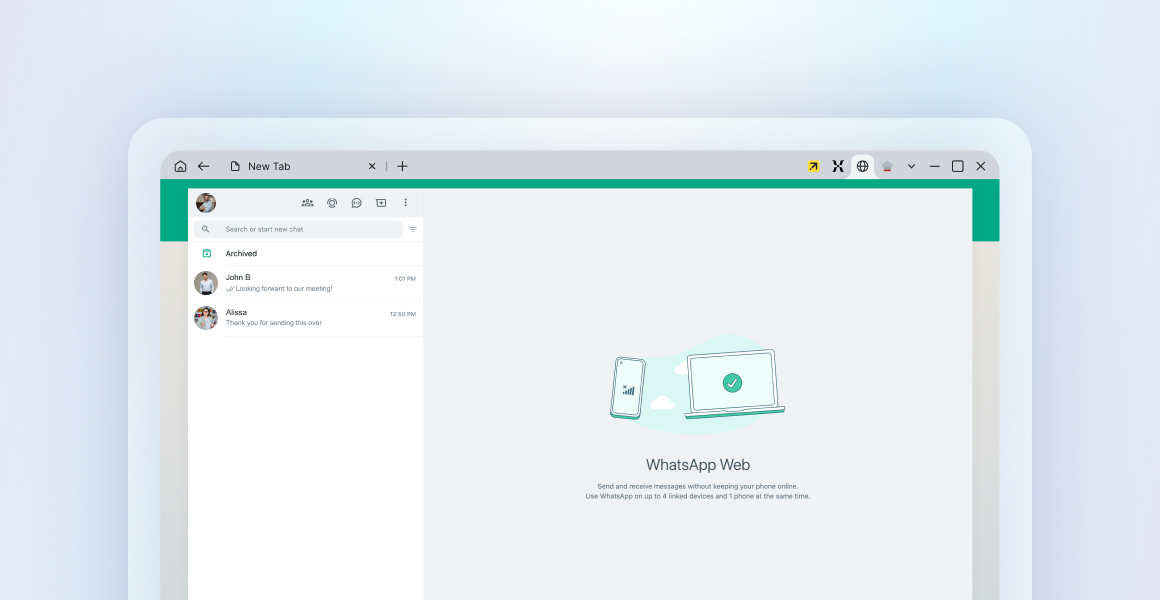 New Tab
Search or start new chat
Archived
John B
1:01 PM
Looking forward to our meeting!
Alissa
12:50 PM
Thank you for sending this over
WhatsApp Web
Send and receive messages without keeping your phone online.
Use WhatsApp on up to 4 linked devices and 1 phone at the same time.